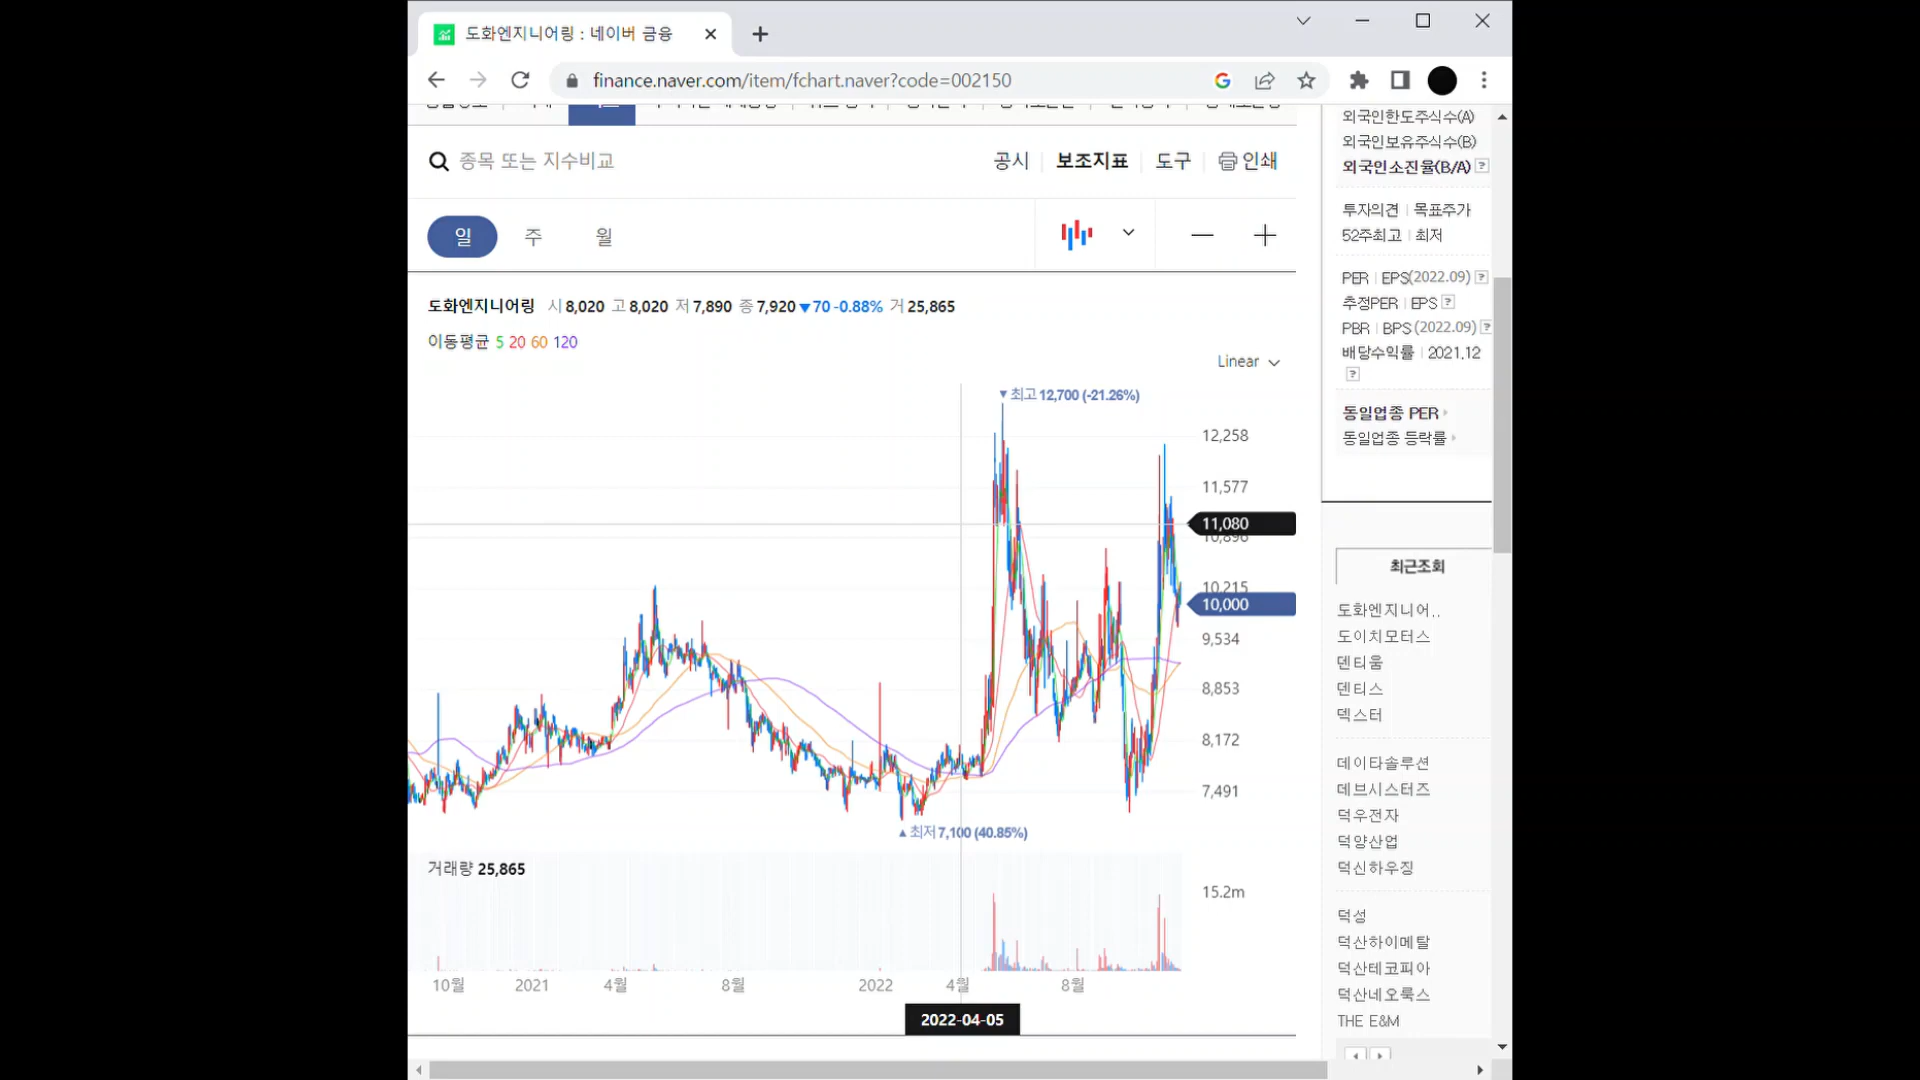 도화엔지니어링 : 네이버 금융
finance.naver.com/item/fchart.naver?code=002150
종목 또는 지수비교
공시
보조지표
도구
인쇄
일
주
월
도화엔지니어링 시 8,020 고 8,020 저 7,890 종 7,920 ▼70 -0.88% 거 25,865
이동평균 5 20 60 120
Linear
▼최고 12,700 (-21.26%)
12,258
11,577
11,080
10,896
10,215
10,000
9,534
8,853
8,172
7,491
▲최저 7,100 (40.85%)
거래량 25,865
15.2m
10월
2021
4월
8월
2022
4월
8월
2022-04-05
외국인한도주식수(A)
외국인보유주식수(B)
외국인소진율(B/A) ?
투자의견 | 목표주가
52주최고 | 최저
PER | EPS(2022.09) ?
추정PER | EPS ?
PBR | BPS (2022.09) ?
배당수익률 | 2021.12
?
동일업종 PER
동일업종 등락률
최근조회
도화엔지니어..
도이치모터스
덴티움
덴티스
덱스터
데이타솔루션
데브시스터즈
덕우전자
덕양산업
덕신하우징
덕성
덕산하이메탈
덕산테코피아
덕산네오룩스
THE E&M